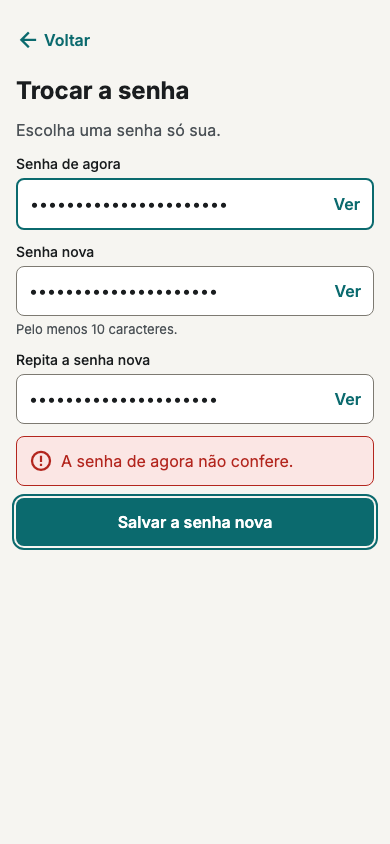 Voltar
Trocar a senha
Escolha uma senha só sua.
Senha de agora
Ver
Senha nova
Ver
Pelo menos 10 caracteres.
Repita a senha nova
Ver
A senha de agora não confere.
Salvar a senha nova